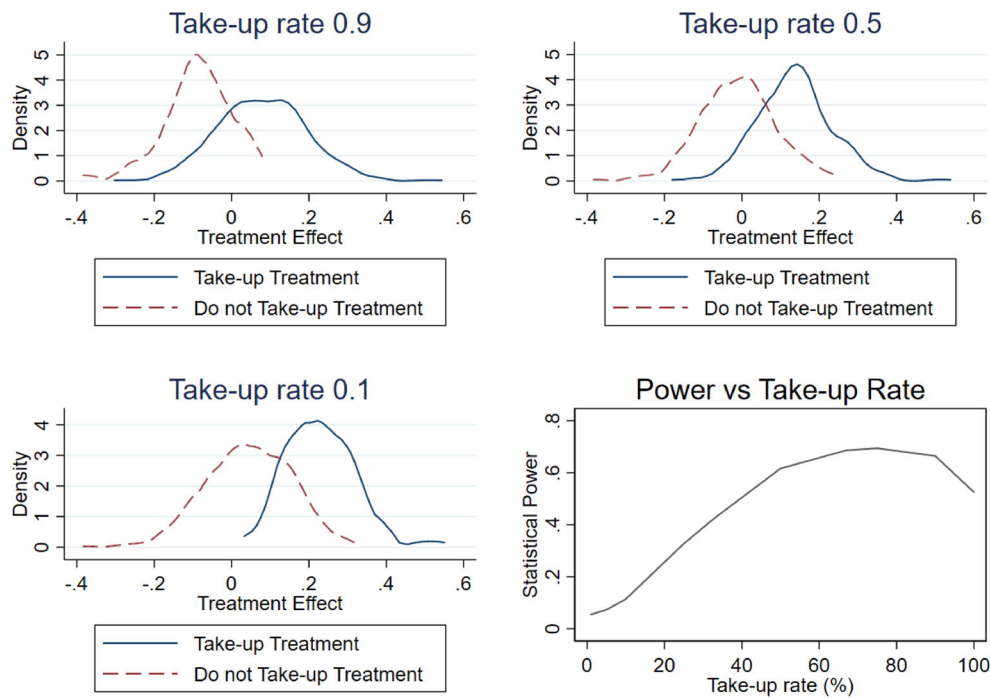 Take-up rate 0.9
Density
5
4
3
2
1
0
-.4 -.2 0 .2 .4 .6
Treatment Effect
Take-up Treatment
Do not Take-up Treatment
Take-up rate 0.5
Density
5
4
3
2
1
0
-.4 -.2 0 .2 .4 .6
Treatment Effect
Take-up Treatment
Do not Take-up Treatment
Take-up rate 0.1
Density
4
3
2
1
0
-.4 -.2 0 .2 .4 .6
Treatment Effect
Take-up Treatment
Do not Take-up Treatment
Power vs Take-up Rate
Statistical Power
.8
.6
.4
.2
0
0 20 40 60 80 100
Take-up rate (%)